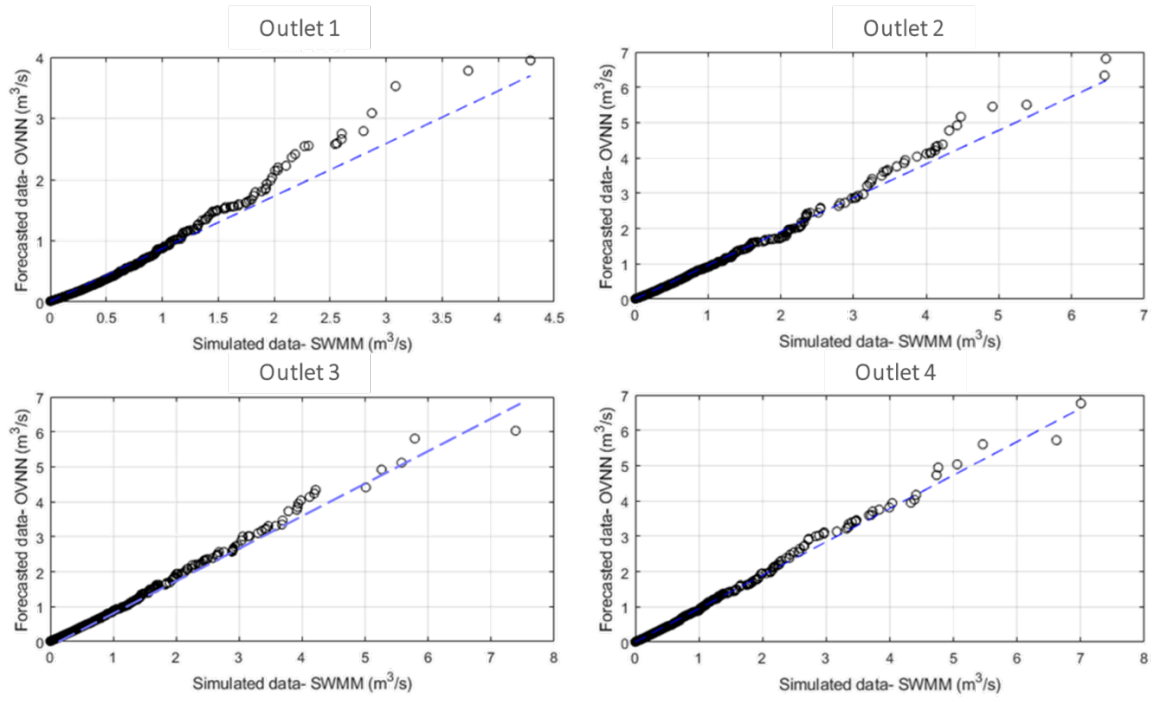 Outlet 1
Forecasted data- OVNN (m³/s)
4
3
2
1
0
0 0.5 1 1.5 2 2.5 3 3.5 4 4.5
Simulated data- SWMM (m³/s)
Outlet 2
Forecasted data- OVNN (m³/s)
7
6
5
4
3
2
1
0
0 1 2 3 4 5 6 7
Simulated data- SWMM (m³/s)
Outlet 3
Forecasted data- OVNN (m³/s)
7
6
5
4
3
2
1
0
0 1 2 3 4 5 6 7 8
Simulated data- SWMM (m³/s)
Outlet 4
Forecasted data- OVNN (m³/s)
7
6
5
4
3
2
1
0
0 1 2 3 4 5 6 7 8
Simulated data- SWMM (m³/s)